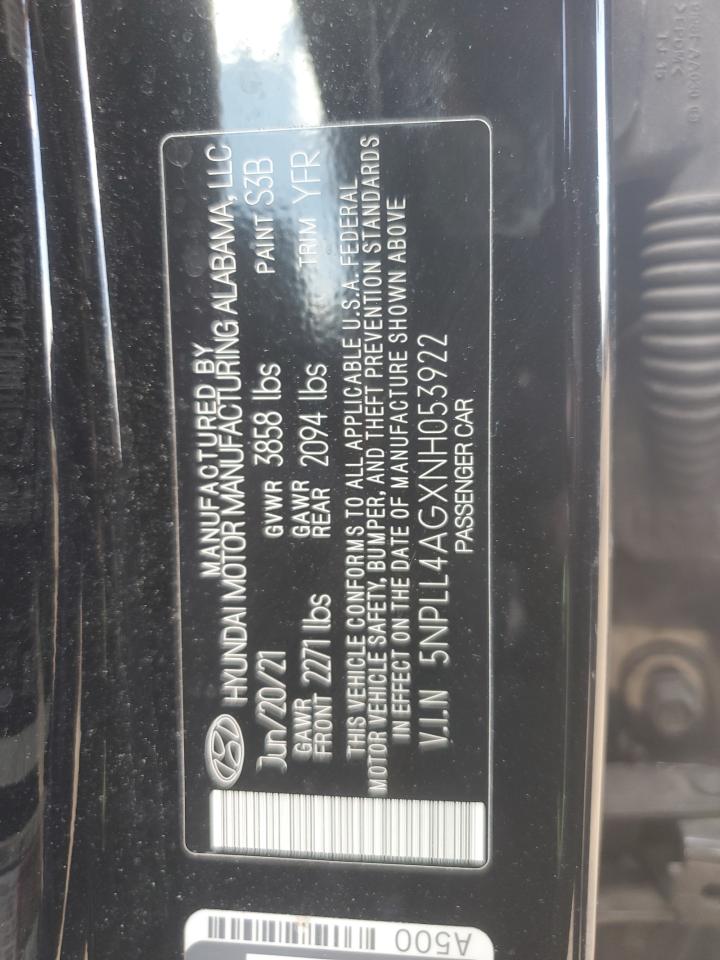 MANUFACTURED BY
HYUNDAI MOTOR MANUFACTURING ALABAMA, LLC
Jun/20/21 GVWR 3858 lbs PAINT S3B
GAWR FRONT 2271 lbs GAWR REAR 2094 lbs TRIM YFR
THIS VEHICLE CONFORMS TO ALL APPLICABLE U.S.A. FEDERAL
MOTOR VEHICLE SAFETY, BUMPER, AND THEFT PREVENTION STANDARDS
IN EFFECT ON THE DATE OF MANUFACTURE SHOWN ABOVE
V.I.N 5NPLL4AGXNH053922
PASSENGER CAR
A500